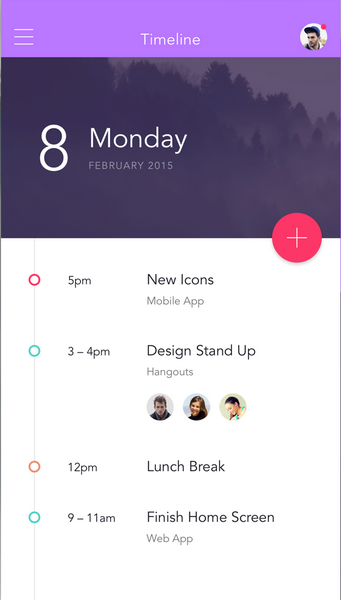 Timeline
8
Monday
FEBRUARY 2015
5pm
New Icons
Mobile App
3 – 4pm
Design Stand Up
Hangouts
12pm
Lunch Break
9 – 11am
Finish Home Screen
Web App